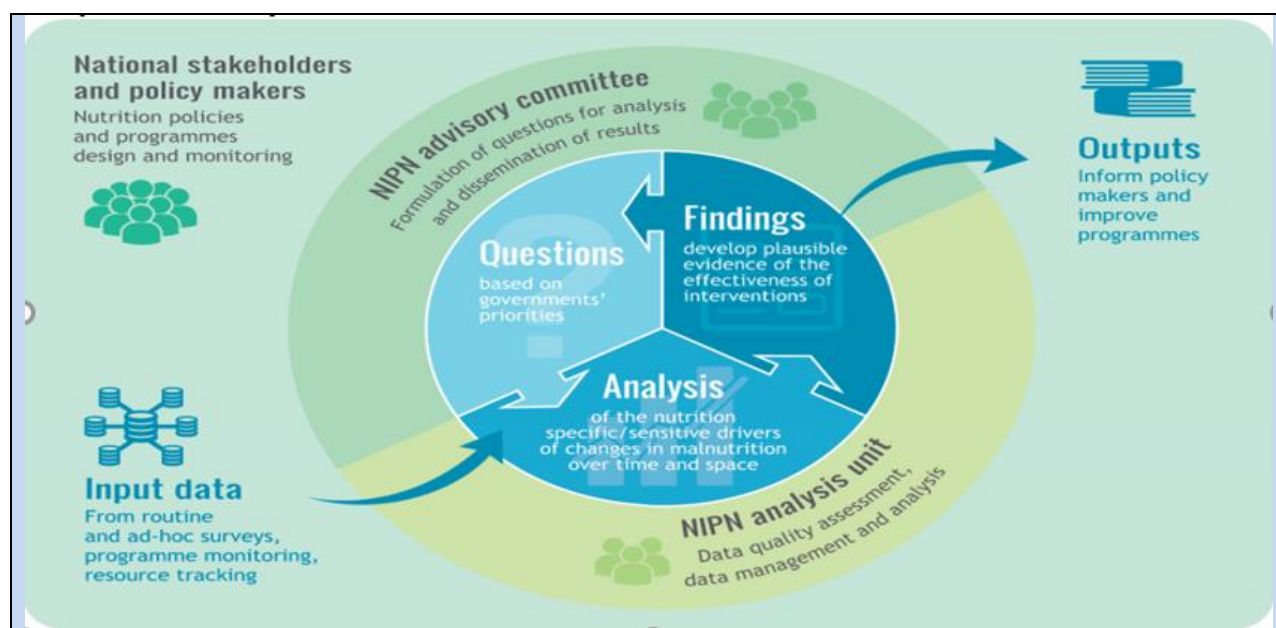 National stakeholders
and policy makers
Nutrition policies
and programmes
design and monitoring
NIPN advisory committee
Formulation of questions for analysis
and dissemination of results
Outputs
Inform policy
makers and
improve
programmes
Questions
based on
governments'
priorities
Findings
develop plausible
evidence of the
effectiveness of
interventions
Analysis
of the nutrition
specific/sensitive drivers
of changes in malnutrition
over time and space
Input data
From routine
and ad-hoc surveys,
programme monitoring,
resource tracking
NIPN analysis unit
Data quality assessment,
data management and analysis